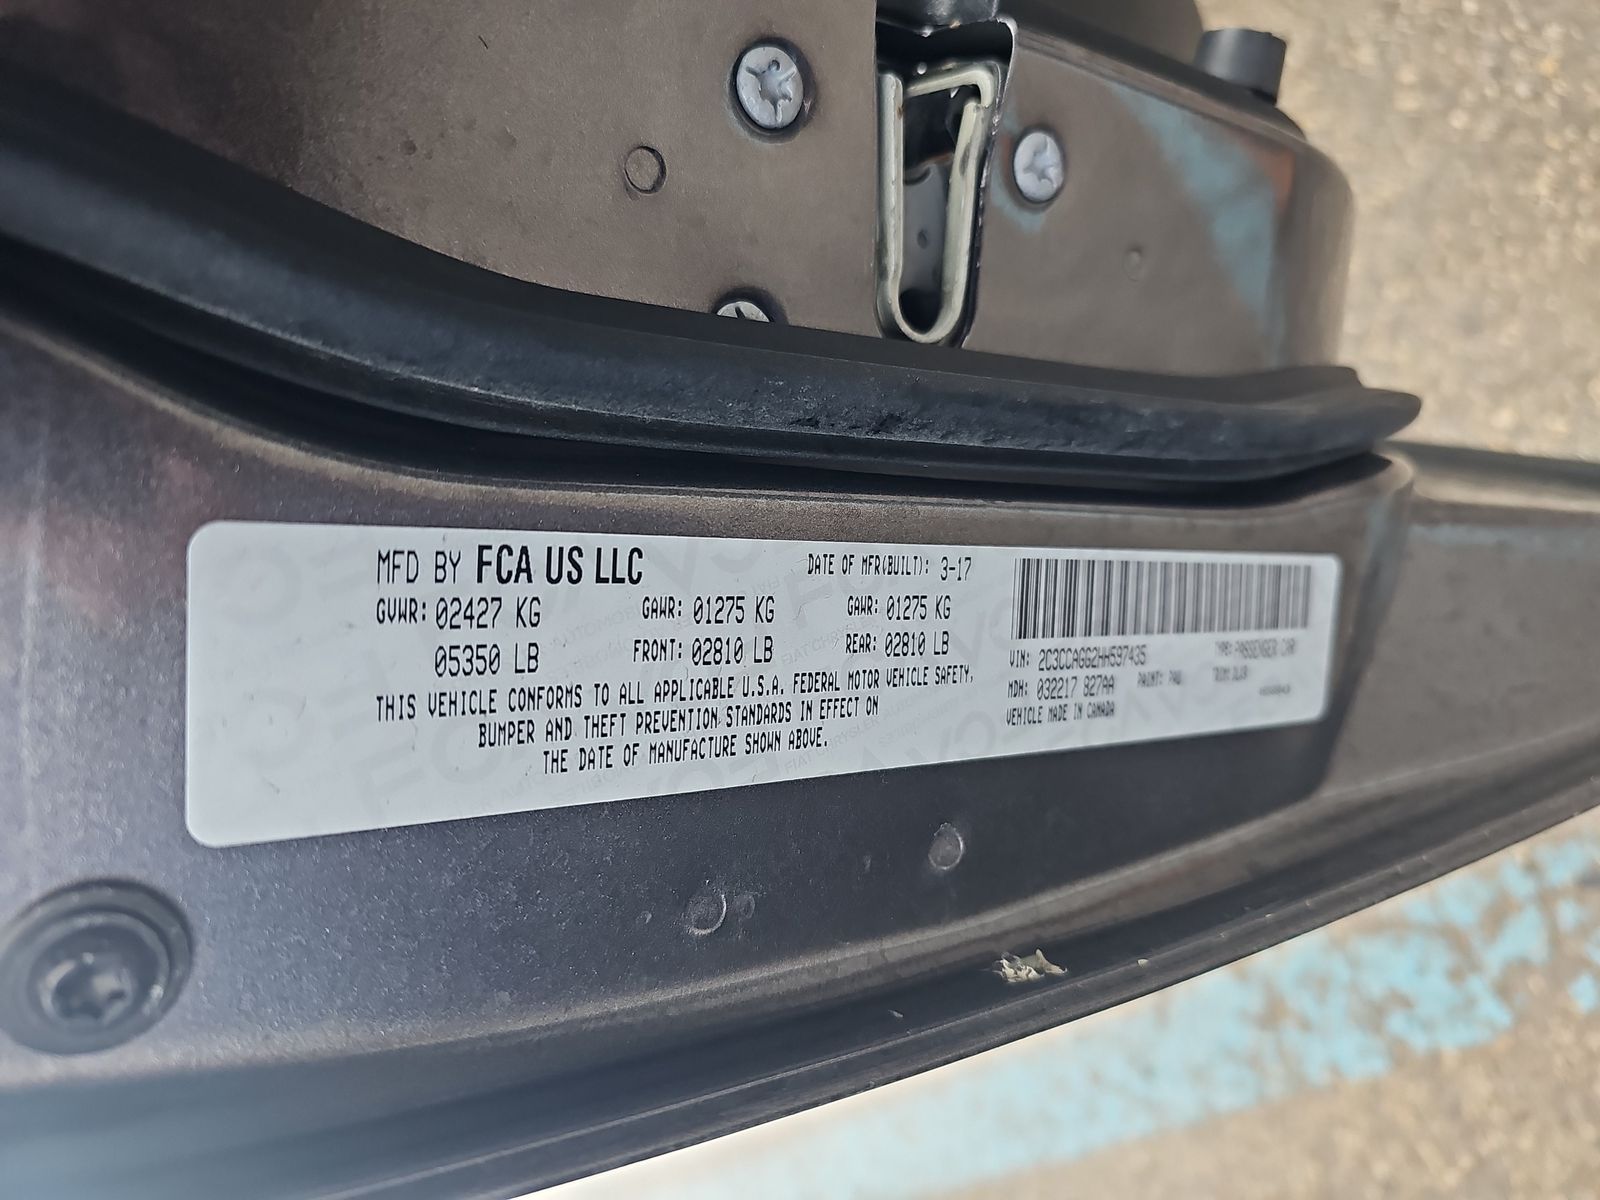 MFD BY FCA US LLC DATE OF MFR(BUILT): 3-17
GVWR: 02427 KG GAWR: 01275 KG GAWR: 01275 KG
05350 LB FRONT: 02810 LB REAR: 02810 LB
THIS VEHICLE CONFORMS TO ALL APPLICABLE U.S.A. FEDERAL MOTOR VEHICLE SAFETY,
BUMPER AND THEFT PREVENTION STANDARDS IN EFFECT ON
THE DATE OF MANUFACTURE SHOWN ABOVE.
VIN: 2C3CCAGG2HH597435 TYPE: PASSENGER CAR
MDH: 032217 827AA PAINT: TRIM:
VEHICLE MADE IN CANADA